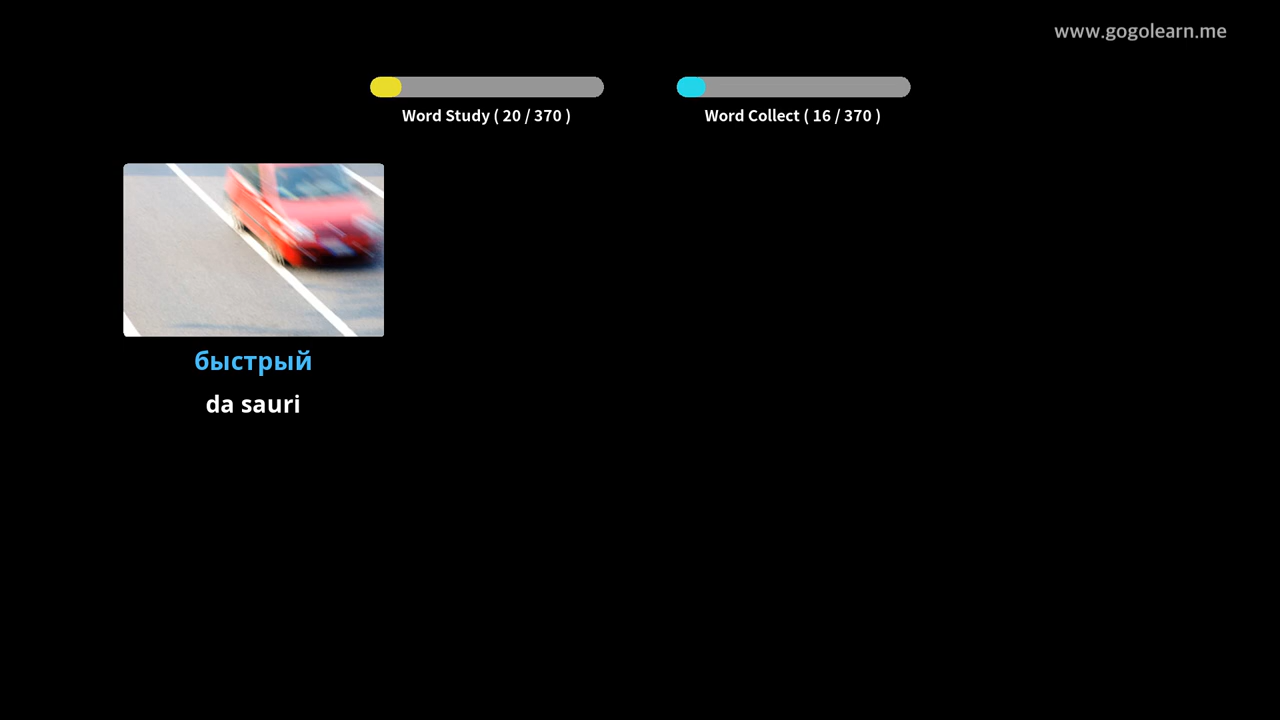 www.gogolearn.me
Word Study ( 20 / 370 )
Word Collect ( 16 / 370 )
быстрый
da sauri